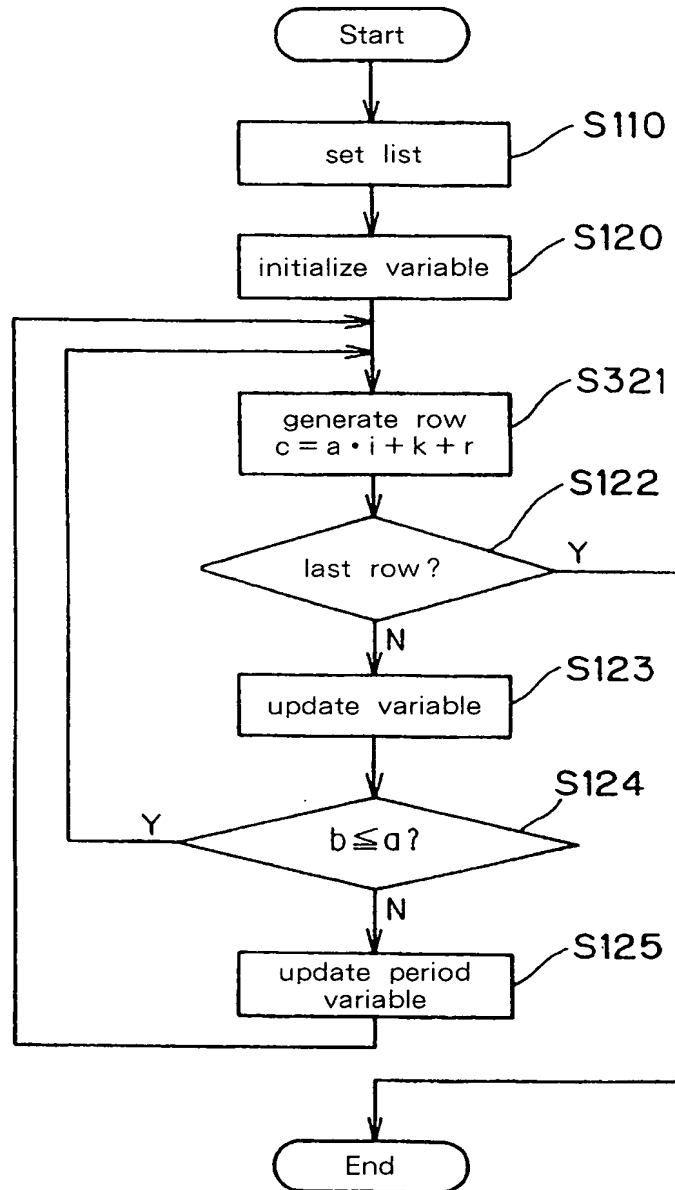 Start
S110
set list
S120
initialize variable
S321
generate row
c = a · i + k + r
S122
last row?
Y
N
S123
update variable
S124
Y
b ≦ a?
N
S125
update period
variable
End